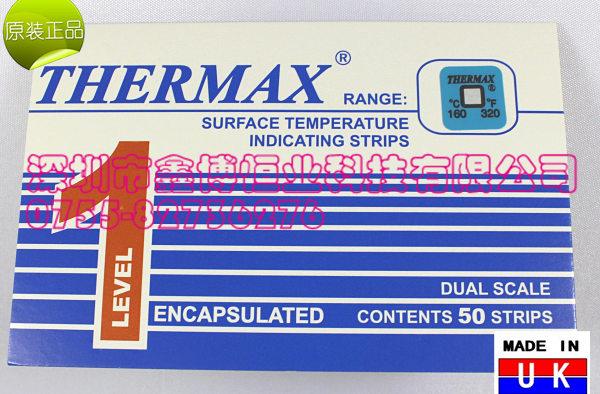 原装正品
THERMAX®
RANGE:
THERMAX
®
°C °F
160 320
SURFACE TEMPERATURE
INDICATING STRIPS
深圳市鑫博恒业科技有限公司
0755-82736276
1
LEVEL
ENCAPSULATED
DUAL SCALE
CONTENTS 50 STRIPS
MADE IN
UK